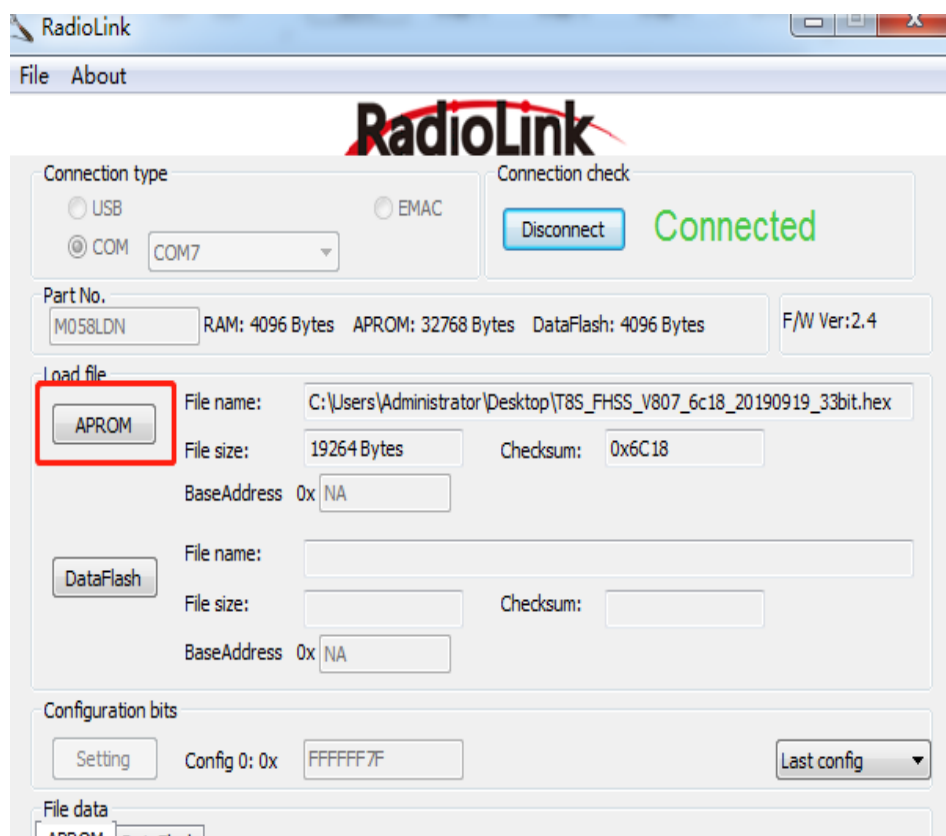 RadioLink
File About
RadioLink
Connection type
USB
EMAC
COM
COM7
Connection check
Disconnect
Connected
Part No.
M058LDN
RAM: 4096 Bytes APROM: 32768 Bytes DataFlash: 4096 Bytes
F/W Ver:2.4
Load file
APROM
File name:
C:\Users\Administrator\Desktop\T8S_FHSS_V807_6c18_20190919_33bit.hex
File size:
19264 Bytes
Checksum:
0x6C18
BaseAddress 0x NA
DataFlash
File name:
File size:
Checksum:
BaseAddress 0x NA
Configuration bits
Setting
Config 0: 0x
FFFFFF7F
Last config
File data
APROM